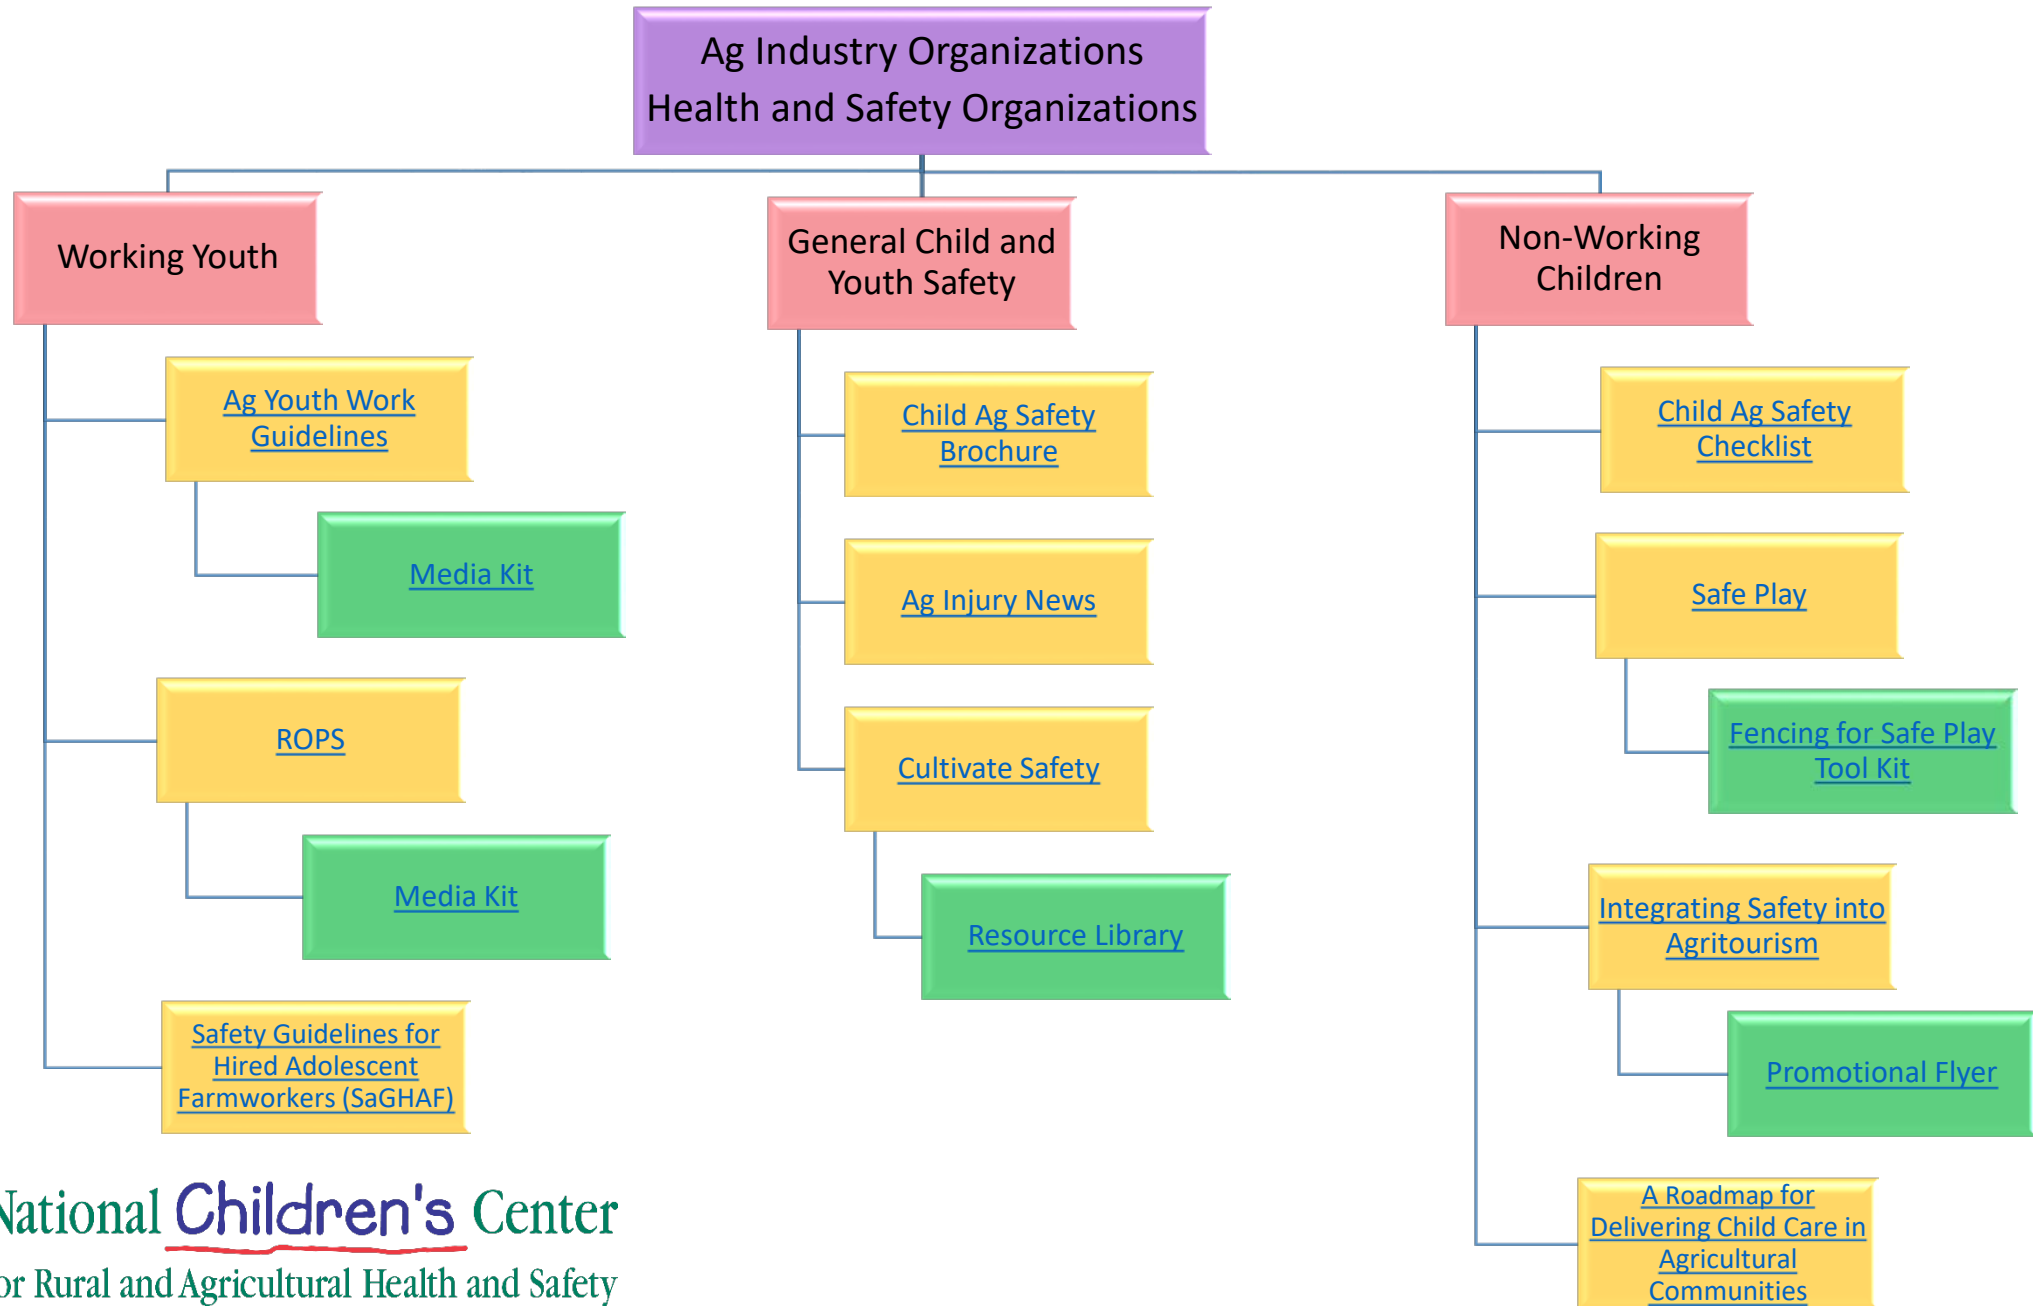 Ag Industry Organizations
Health and Safety Organizations
Working Youth
Ag Youth Work
Guidelines
Media Kit
ROPS
Media Kit
Safety Guidelines for
Hired Adolescent
Farmworkers (SaGHAF)
General Child and
Youth Safety
Child Ag Safety
Brochure
Ag Injury News
Cultivate Safety
Resource Library
Non-Working
Children
Child Ag Safety
Checklist
Safe Play
Fencing for Safe Play
Tool Kit
Integrating Safety into
Agritourism
Promotional Flyer
A Roadmap for
Delivering Child Care in
Agricultural
Communities
National Children's Center
for Rural and Agricultural Health and Safety